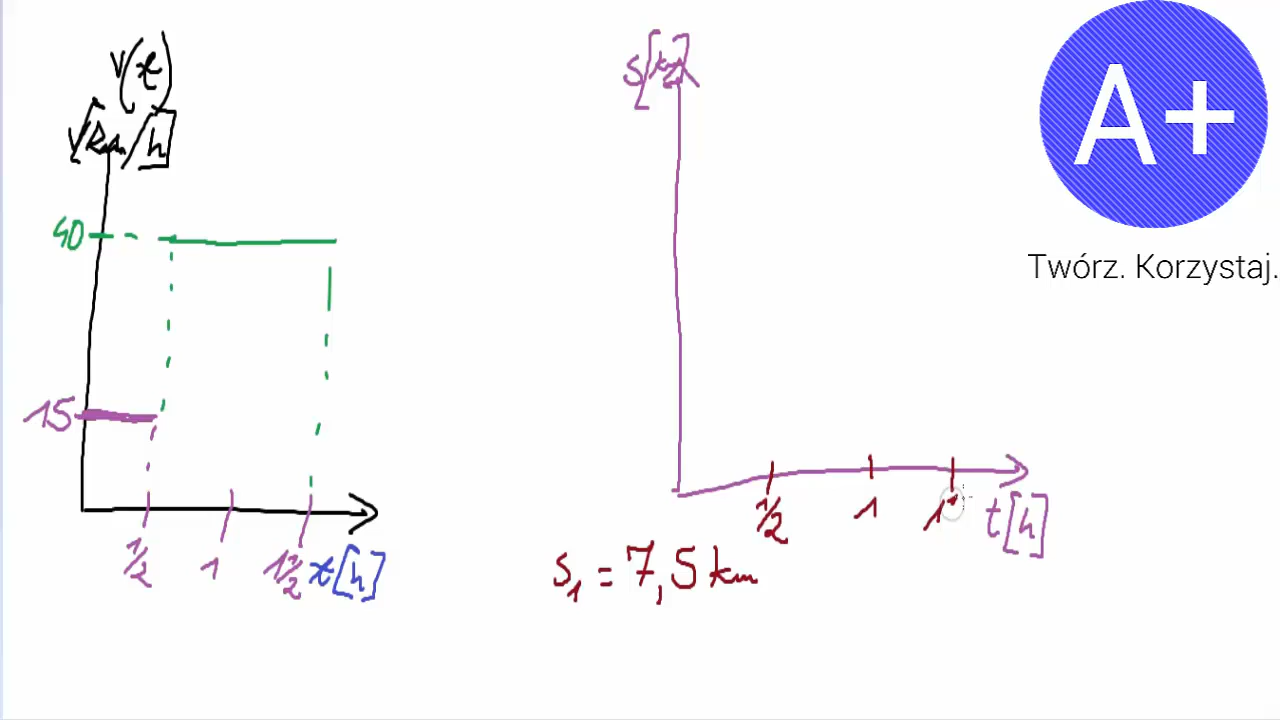 v(t)
V[km/h]
40
15
1/2
1
1 1/2
t[h]
s[km]
1/2
1
1
t[h]
s₁ = 7,5 km
A+
Twórz. Korzystaj.